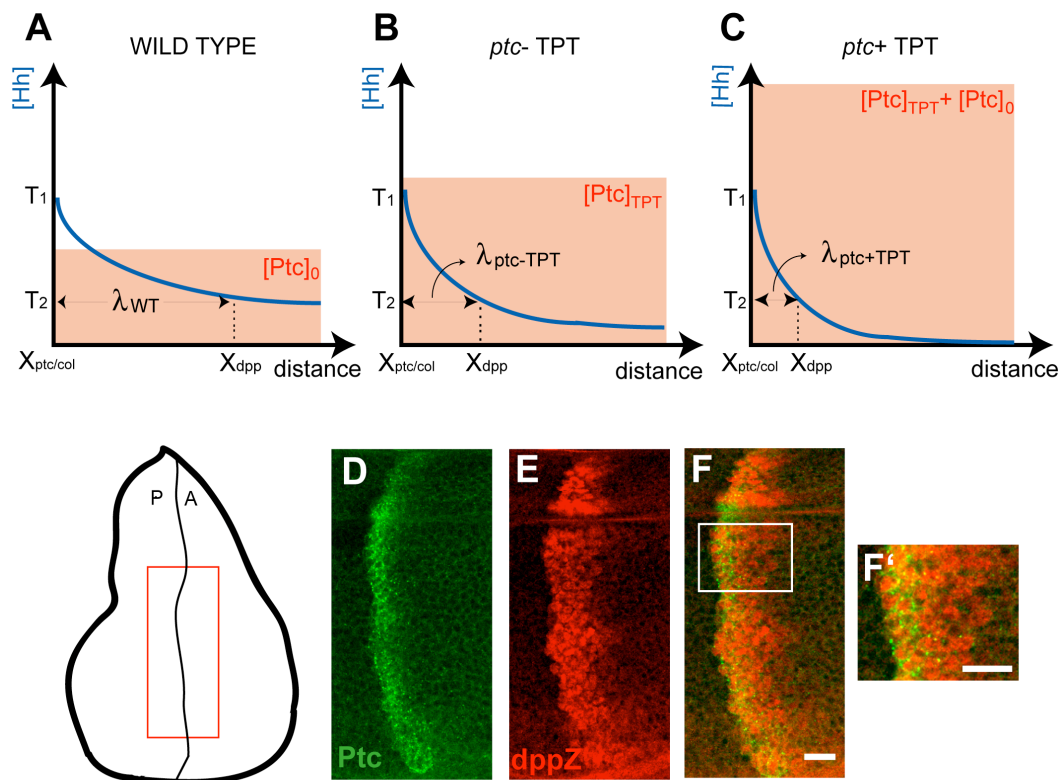 A
WILD TYPE
[Hh]
T1
[Ptc]0
T2
λWT
Xptc/col
Xdpp
distance
B
ptc- TPT
[Hh]
T1
[Ptc]TPT
λptc-TPT
T2
Xptc/col
Xdpp
distance
C
ptc+ TPT
[Hh]
[Ptc]TPT+ [Ptc]0
T1
λptc+TPT
T2
Xptc/col
Xdpp
distance
P A
D
Ptc
E
dppZ
F
F'